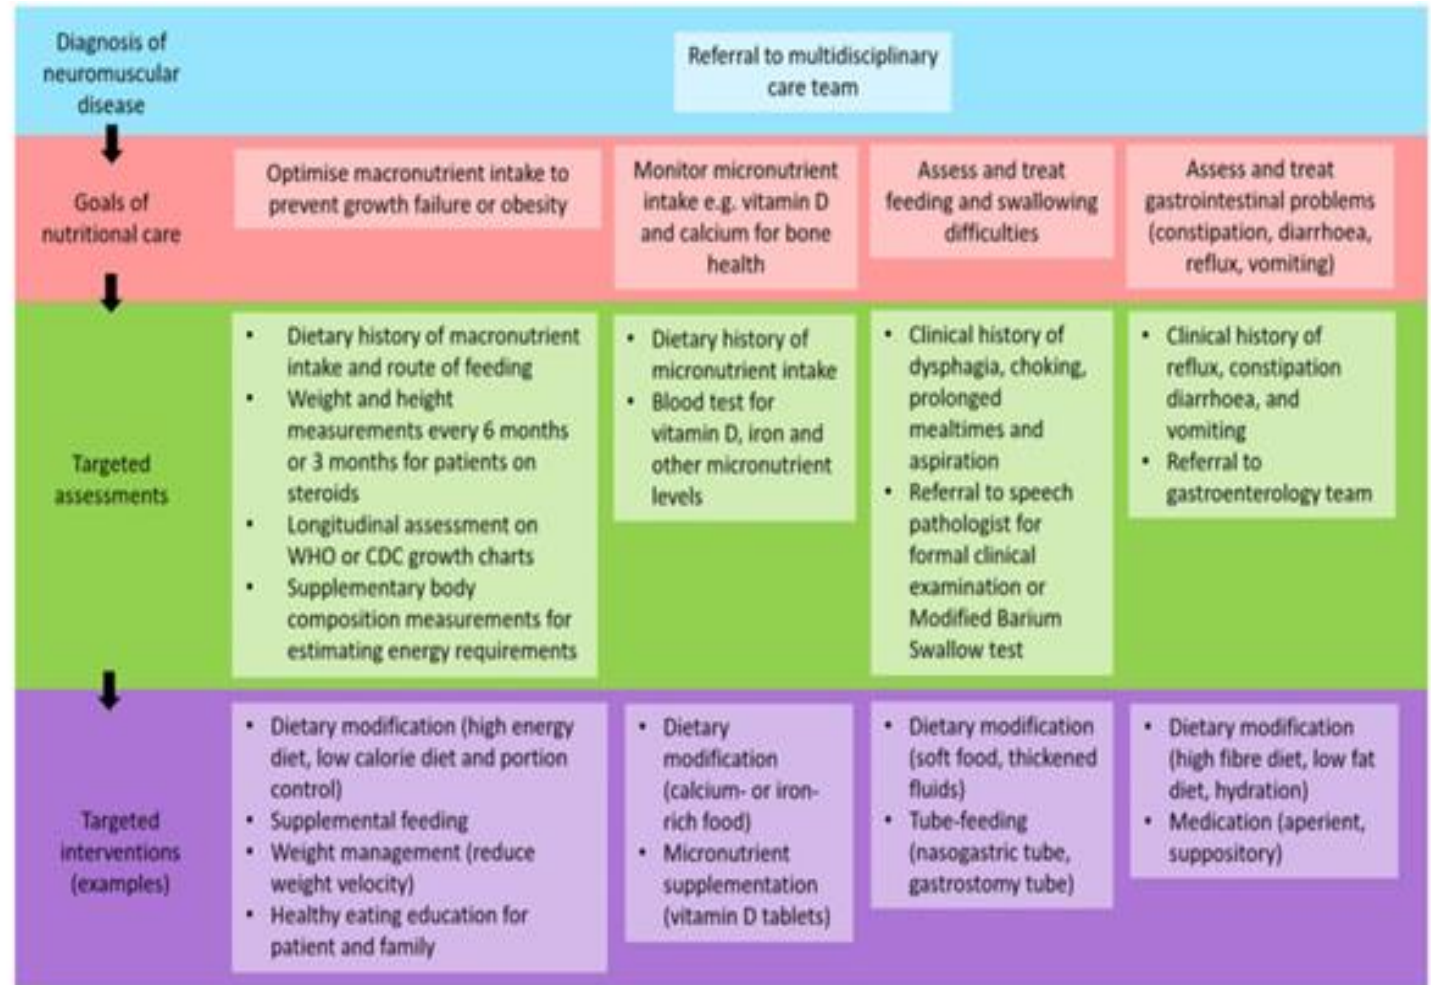 Diagnosis of
neuromuscular
disease
Referral to multidisciplinary
care team
Goals of
nutritional care
Optimise macronutrient intake to
prevent growth failure or obesity
Monitor micronutrient
intake e.g. vitamin D
and calcium for bone
health
Assess and treat
feeding and swallowing
difficulties
Assess and treat
gastrointestinal problems
(constipation, diarrhoea,
reflux, vomiting)
Targeted
assessments
• Dietary history of macronutrient
intake and route of feeding
• Weight and height
measurements every 6 months
or 3 months for patients on
steroids
• Longitudinal assessment on
WHO or CDC growth charts
• Supplementary body
composition measurements for
estimating energy requirements
• Dietary history of
micronutrient intake
• Blood test for
vitamin D, iron and
other micronutrient
levels
• Clinical history of
dysphagia, choking,
prolonged
mealtimes and
aspiration
• Referral to speech
pathologist for
formal clinical
examination or
Modified Barium
Swallow test
• Clinical history of
reflux, constipation
diarrhoea, and
vomiting
• Referral to
gastroenterology team
Targeted
interventions
(examples)
• Dietary modification (high energy
diet, low calorie diet and portion
control)
• Supplemental feeding
• Weight management (reduce
weight velocity)
• Healthy eating education for
patient and family
• Dietary
modification
(calcium- or iron-
rich food)
• Micronutrient
supplementation
(vitamin D tablets)
• Dietary modification
(soft food, thickened
fluids)
• Tube-feeding
(nasogastric tube,
gastrostomy tube)
• Dietary modification
(high fibre diet, low fat
diet, hydration)
• Medication (aperient,
suppository)